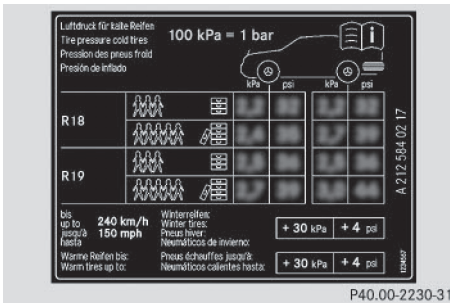 Luftdruck für kalte Reifen
Tire pressure cold tires
Pression des pneus froid
Presión de inflado
100 kPa = 1 bar
i
kPa psi kPa psi
R18
R19
A 212 584 02 17
bis
up to
jusqu'à
hasta
240 km/h
150 mph
Winterreifen:
Winter tires:
Pneus hiver:
Neumáticos de invierno:
+ 30 kPa + 4 psi
Warme Reifen bis:
Warm tires up to:
Pneus échauffés jusqu'à:
Neumáticos calientes hasta:
+ 30 kPa + 4 psi
1234567
P40.00-2230-31